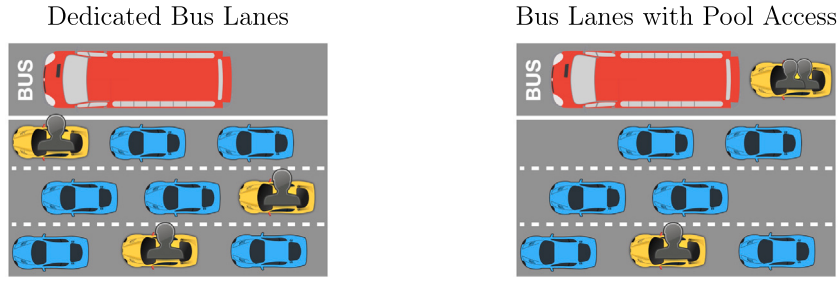 Dedicated Bus Lanes
Bus Lanes with Pool Access
BUS
BUS